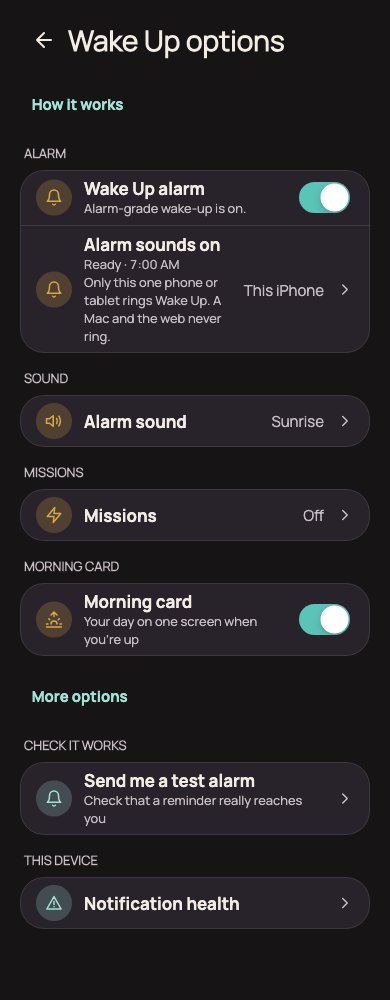 Wake Up options
How it works
ALARM
Wake Up alarm
Alarm-grade wake-up is on.
Alarm sounds on
Ready · 7:00 AM
Only this one phone or
tablet rings Wake Up. A
Mac and the web never
ring.
This iPhone
SOUND
Alarm sound
Sunrise
MISSIONS
Missions
Off
MORNING CARD
Morning card
Your day on one screen when
you're up
More options
CHECK IT WORKS
Send me a test alarm
Check that a reminder really reaches
you
THIS DEVICE
Notification health